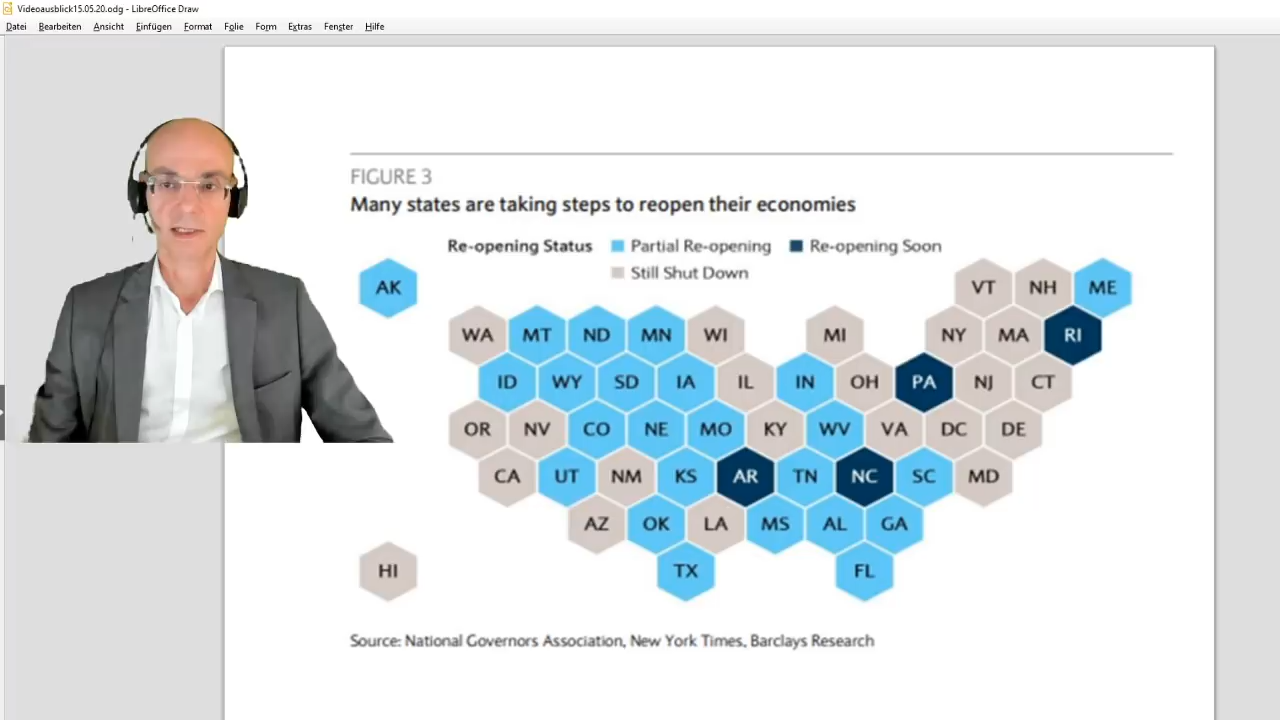 Videoausblick15.05.20.odg - LibreOffice Draw
Datei Bearbeiten Ansicht Einfügen Format Folie Form Extras Fenster Hilfe
FIGURE 3
Many states are taking steps to reopen their economies
Re-opening Status Partial Re-opening Re-opening Soon
Still Shut Down
AK VT NH ME
WA MT ND MN WI MI NY MA RI
ID WY SD IA IL IN OH PA NJ CT
OR NV CO NE MO KY WV VA DC DE
CA UT NM KS AR TN NC SC MD
AZ OK LA MS AL GA
HI TX FL
Source: National Governors Association, New York Times, Barclays Research